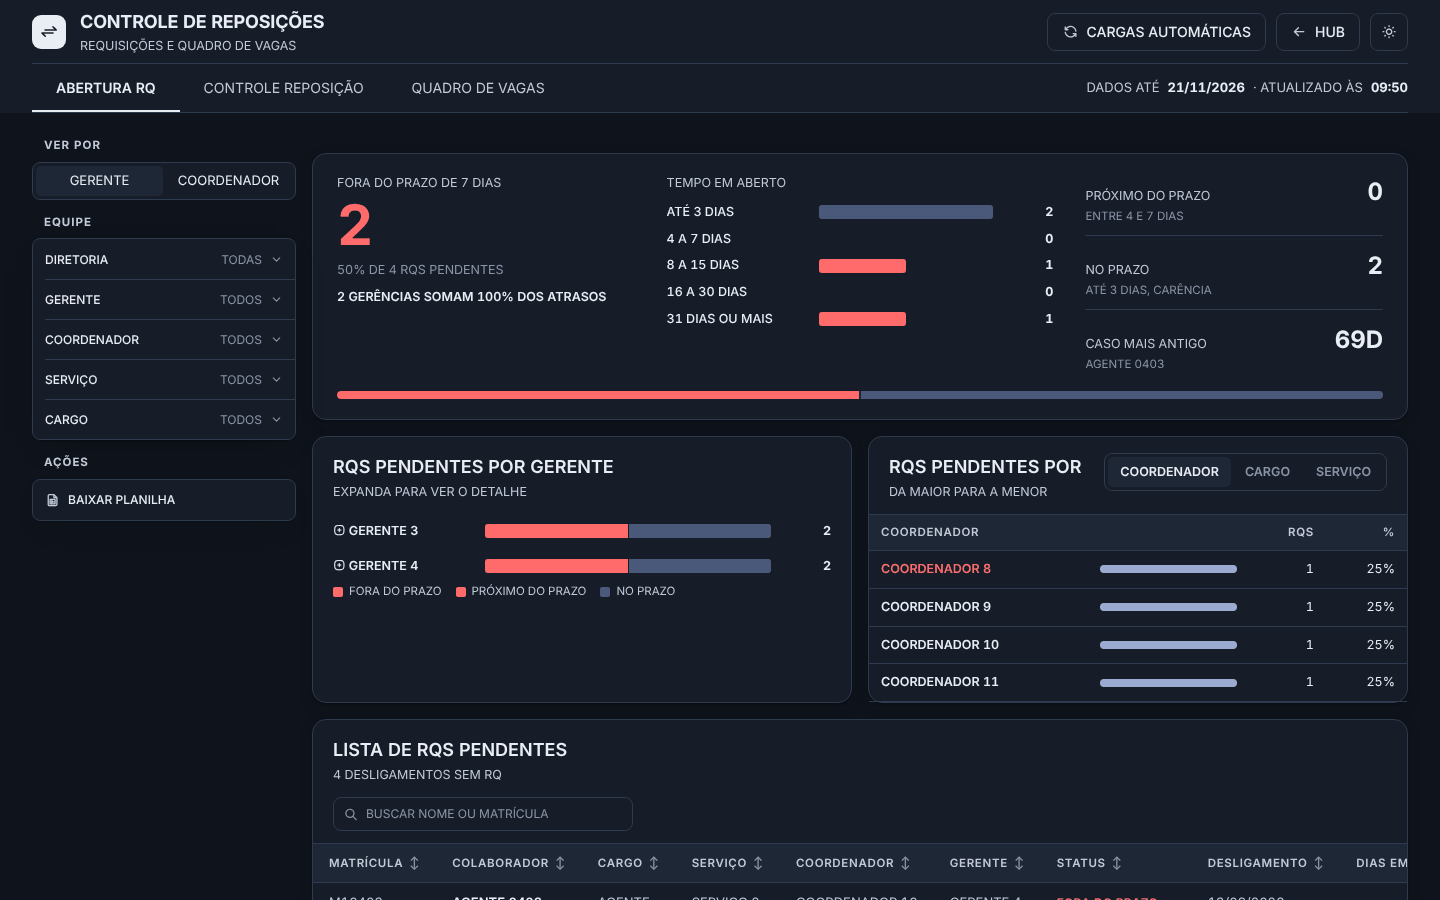 CONTROLE DE REPOSIÇÕES
REQUISIÇÕES E QUADRO DE VAGAS
CARGAS AUTOMÁTICAS
HUB
ABERTURA RQ
CONTROLE REPOSIÇÃO
QUADRO DE VAGAS
DADOS ATÉ 21/11/2026 · ATUALIZADO ÀS 09:50
VER POR
GERENTE
COORDENADOR
EQUIPE
DIRETORIA TODAS
GERENTE TODOS
COORDENADOR TODOS
SERVIÇO TODOS
CARGO TODOS
AÇÕES
BAIXAR PLANILHA
FORA DO PRAZO DE 7 DIAS
2
50% DE 4 RQS PENDENTES
2 GERÊNCIAS SOMAM 100% DOS ATRASOS
TEMPO EM ABERTO
ATÉ 3 DIAS 2
4 A 7 DIAS 0
8 A 15 DIAS 1
16 A 30 DIAS 0
31 DIAS OU MAIS 1
PRÓXIMO DO PRAZO 0
ENTRE 4 E 7 DIAS
NO PRAZO 2
ATÉ 3 DIAS, CARÊNCIA
CASO MAIS ANTIGO 69D
AGENTE 0403
RQS PENDENTES POR GERENTE
EXPANDA PARA VER O DETALHE
GERENTE 3 2
GERENTE 4 2
FORA DO PRAZO PRÓXIMO DO PRAZO NO PRAZO
RQS PENDENTES POR
DA MAIOR PARA A MENOR
COORDENADOR CARGO SERVIÇO
COORDENADOR RQS %
COORDENADOR 8 1 25%
COORDENADOR 9 1 25%
COORDENADOR 10 1 25%
COORDENADOR 11 1 25%
LISTA DE RQS PENDENTES
4 DESLIGAMENTOS SEM RQ
BUSCAR NOME OU MATRÍCULA
MATRÍCULA COLABORADOR CARGO SERVIÇO COORDENADOR GERENTE STATUS DESLIGAMENTO DIAS EM